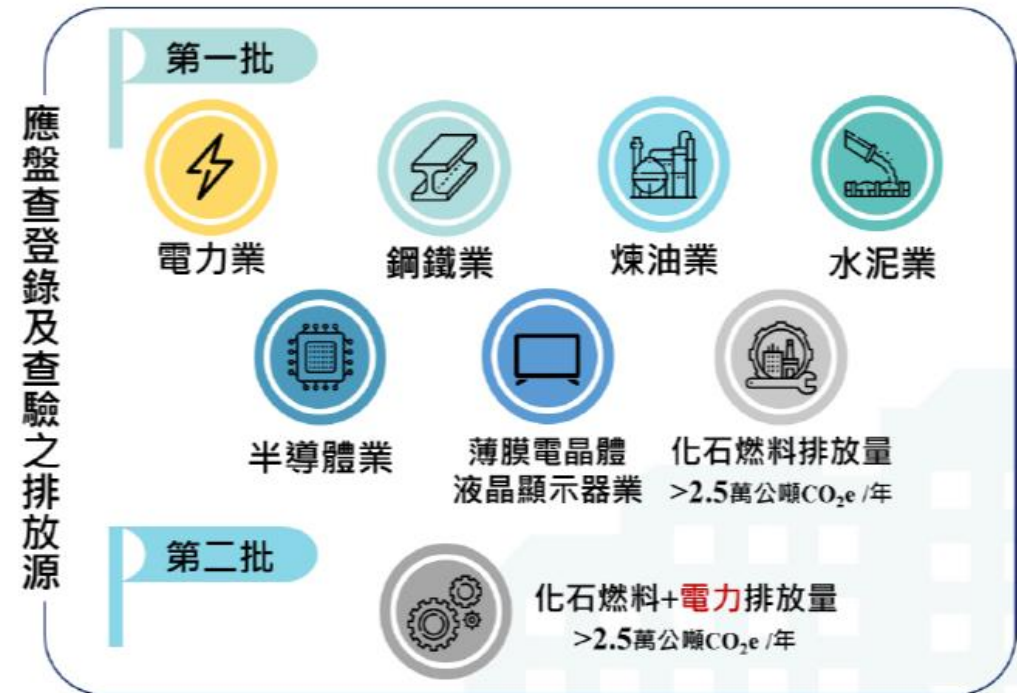 應盤查登錄及查驗之排放源
第一批
電力業
鋼鐵業
煉油業
水泥業
半導體業
薄膜電晶體
液晶顯示器業
化石燃料排放量
>2.5萬公噸CO₂e /年
第二批
化石燃料+電力排放量
>2.5萬公噸CO₂e /年